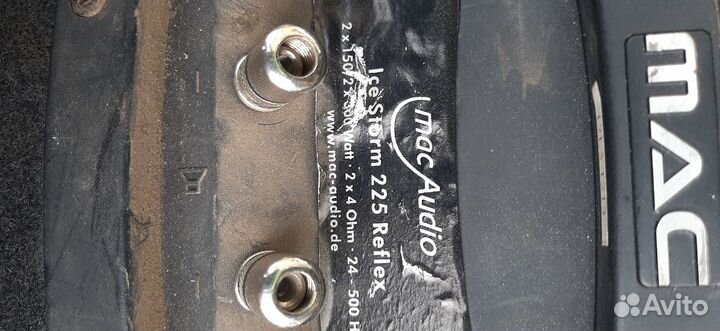 mac Audio
Ice Storm 225 Reflex
2 x 150/2 x 300 Watt · 2 x 4 Ohm · 24 - 500 H
www.mac-audio.de
MAC
Avito